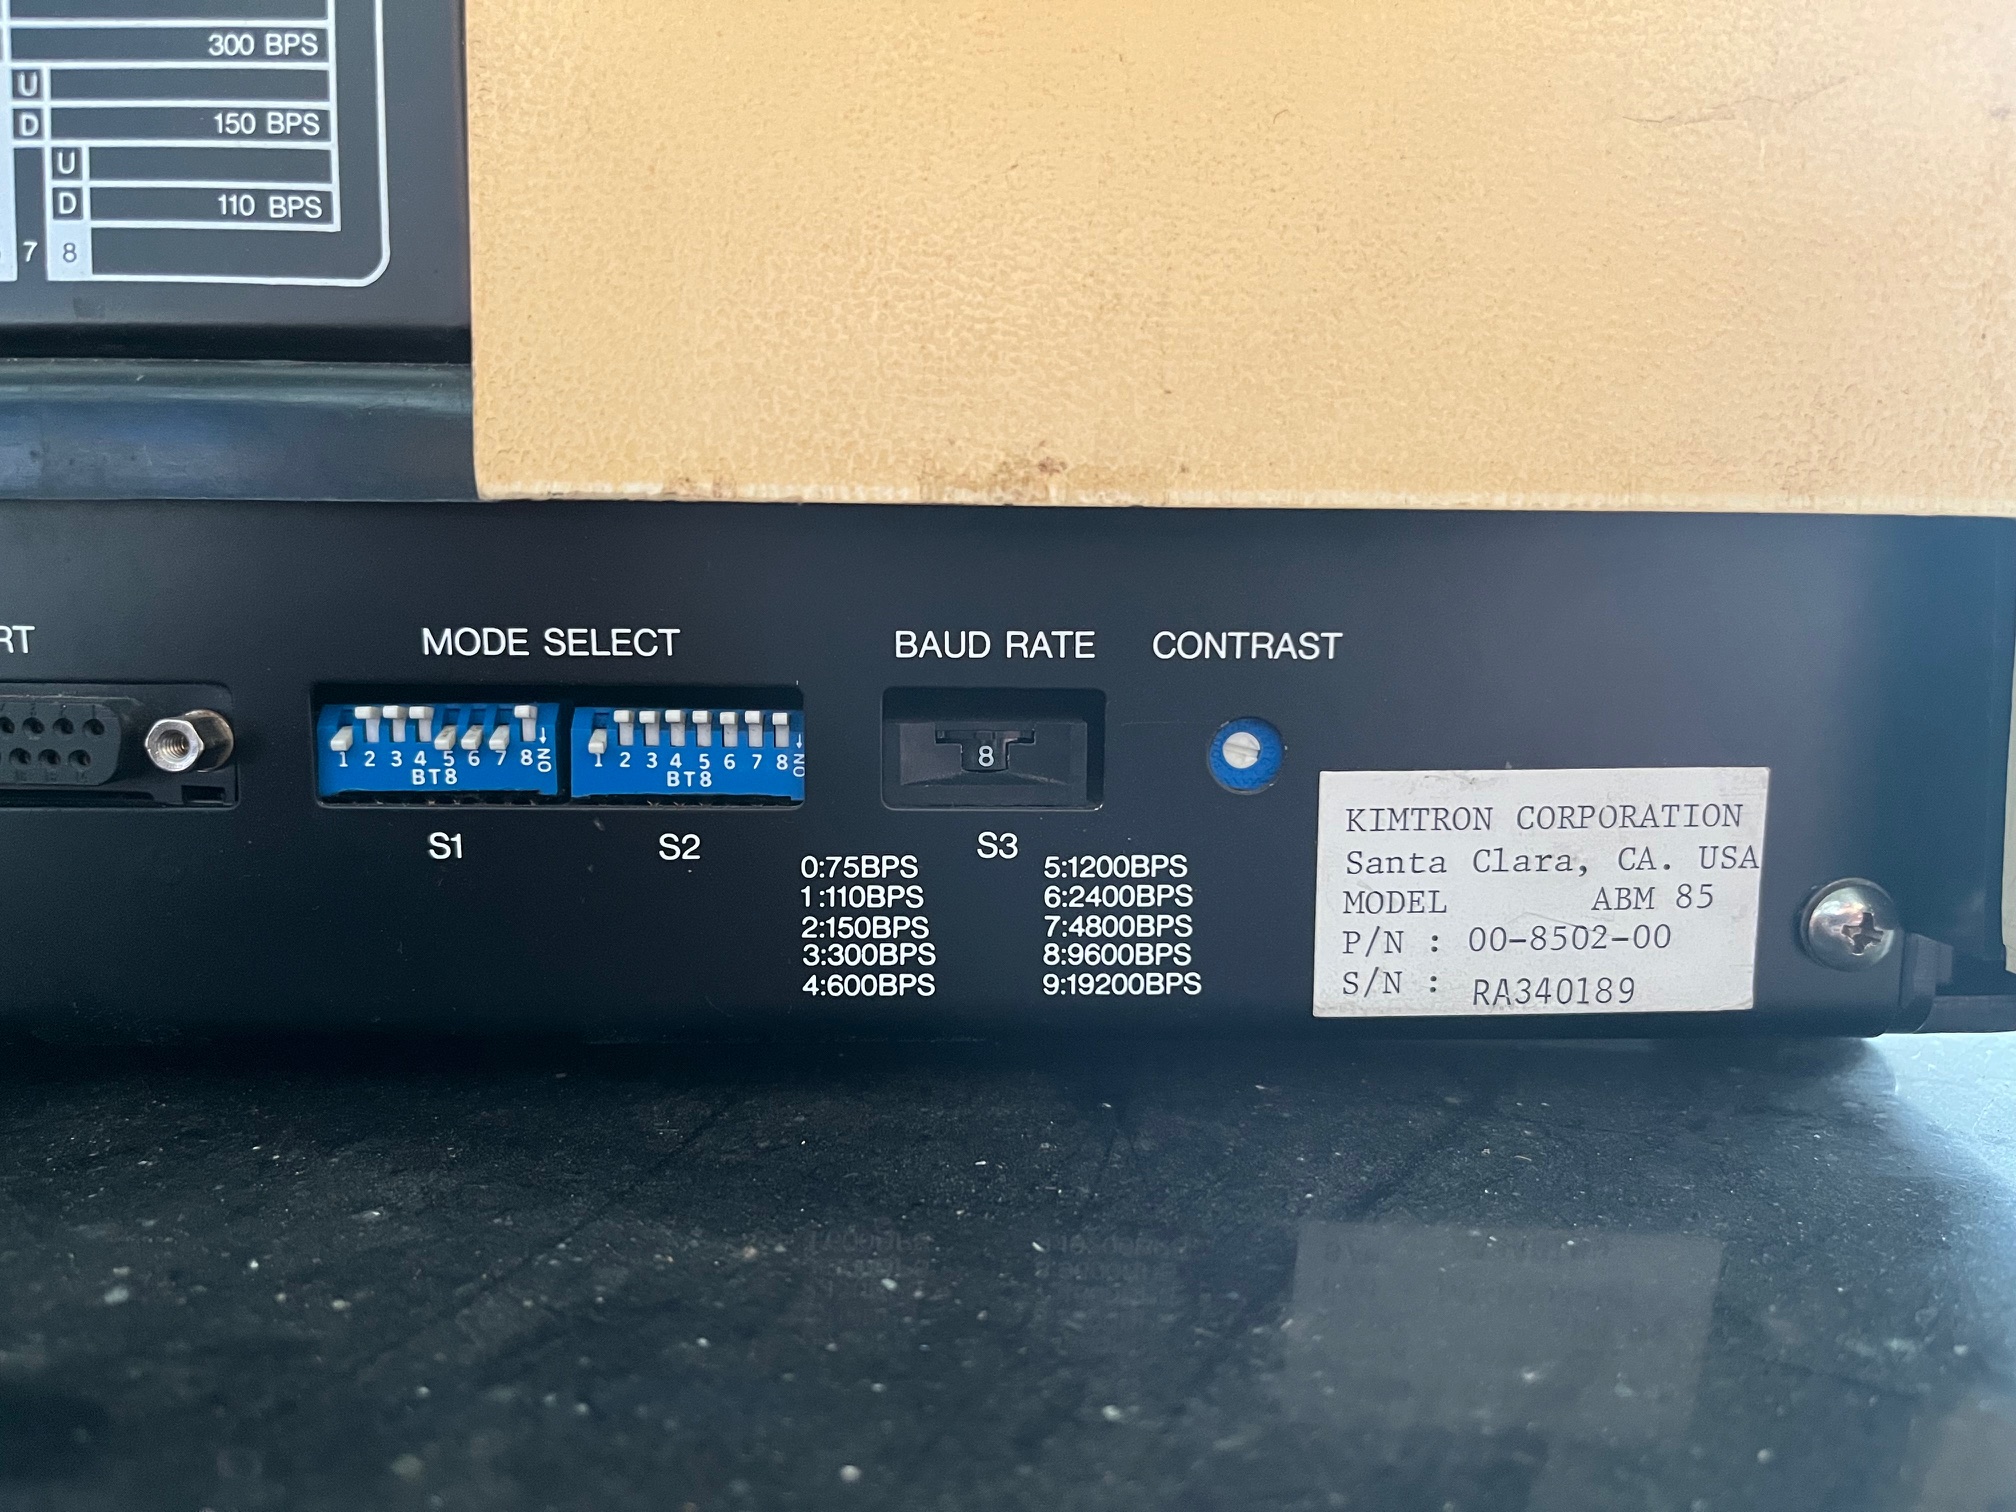 300 BPS
U
D 150 BPS
U
D 110 BPS
7 8
RT
MODE SELECT
BAUD RATE
CONTRAST
1 2 3 4 5 6 7 8 ON
BT8
1 2 3 4 5 6 7 8 ON
BT8
8
S1
S2
S3
0:75BPS 5:1200BPS
1:110BPS 6:2400BPS
2:150BPS 7:4800BPS
3:300BPS 8:9600BPS
4:600BPS 9:19200BPS
KIMTRON CORPORATION
Santa Clara, CA. USA
MODEL ABM 85
P/N : 00-8502-00
S/N : RA340189